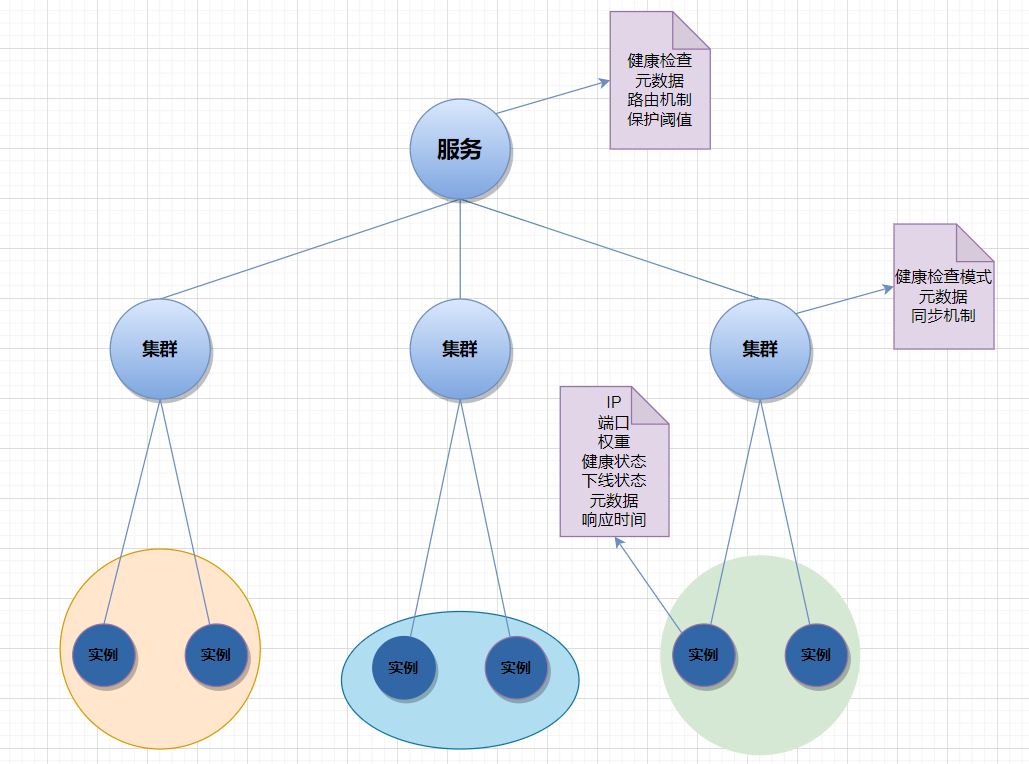 健康检查
元数据
路由机制
保护阈值
服务
健康检查模式
元数据
同步机制
集群
集群
集群
IP
端口
权重
健康状态
下线状态
元数据
响应时间
实例
实例
实例
实例
实例
实例